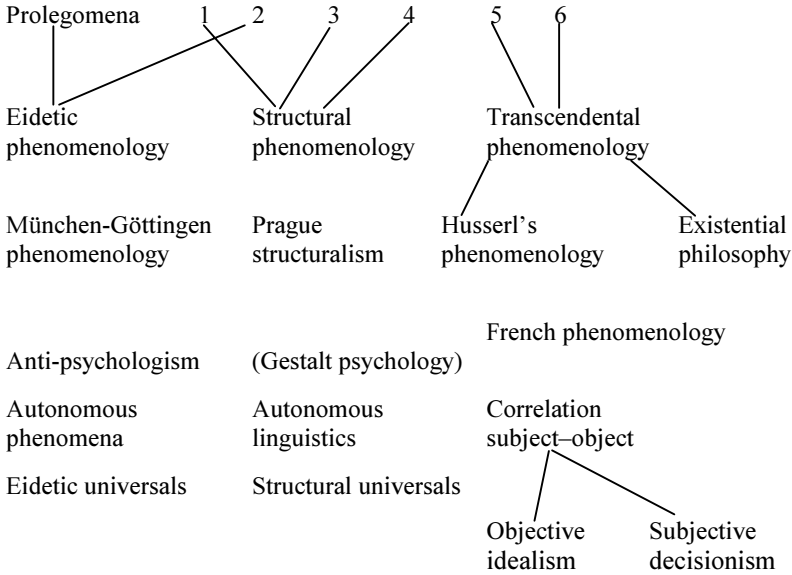 Prolegomena 1 2 3 4 5 6
Eidetic Structural Transcendental
phenomenology phenomenology phenomenology
München-Göttingen Prague Husserl’s Existential
phenomenology structuralism phenomenology philosophy
French phenomenology
Anti-psychologism (Gestalt psychology)
Autonomous Autonomous Correlation
phenomena linguistics subject–object
Eidetic universals Structural universals
Objective Subjective
idealism decisionism